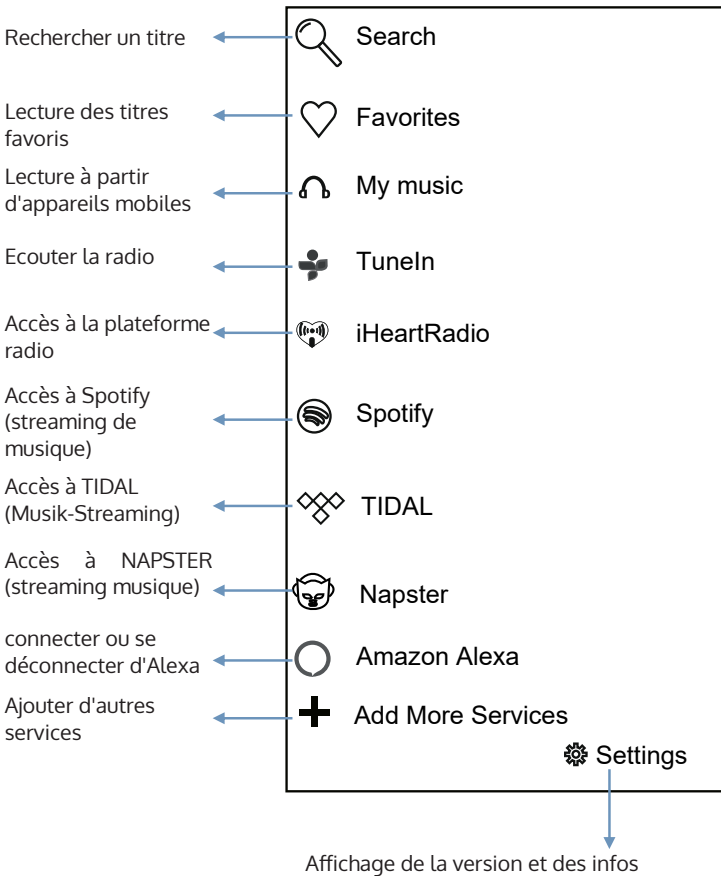 Rechercher un titre
Search
Lecture des titres
favoris
Favorites
Lecture à partir
d'appareils mobiles
My music
Ecouter la radio
TuneIn
Accès à la plateforme
radio
iHeartRadio
Accès à Spotify
(streaming de
musique)
Spotify
Accès à TIDAL
(Musik-Streaming)
TIDAL
Accès à NAPSTER
(streaming musique)
Napster
connecter ou se
déconnecter d'Alexa
Amazon Alexa
Ajouter d'autres
services
Add More Services
Settings
Affichage de la version et des infos